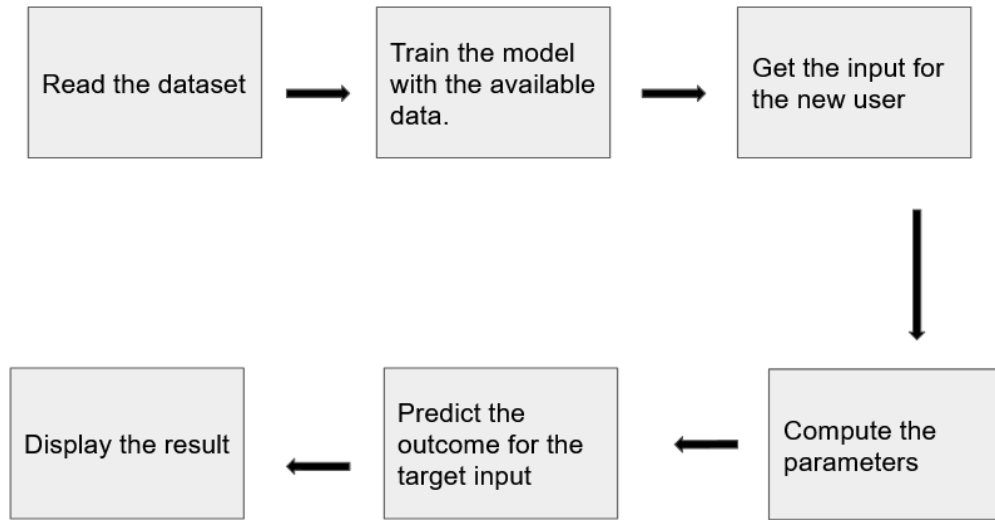 Read the dataset
Train the model
with the available
data.
Get the input for
the new user
Compute the
parameters
Predict the
outcome for the
target input
Display the result